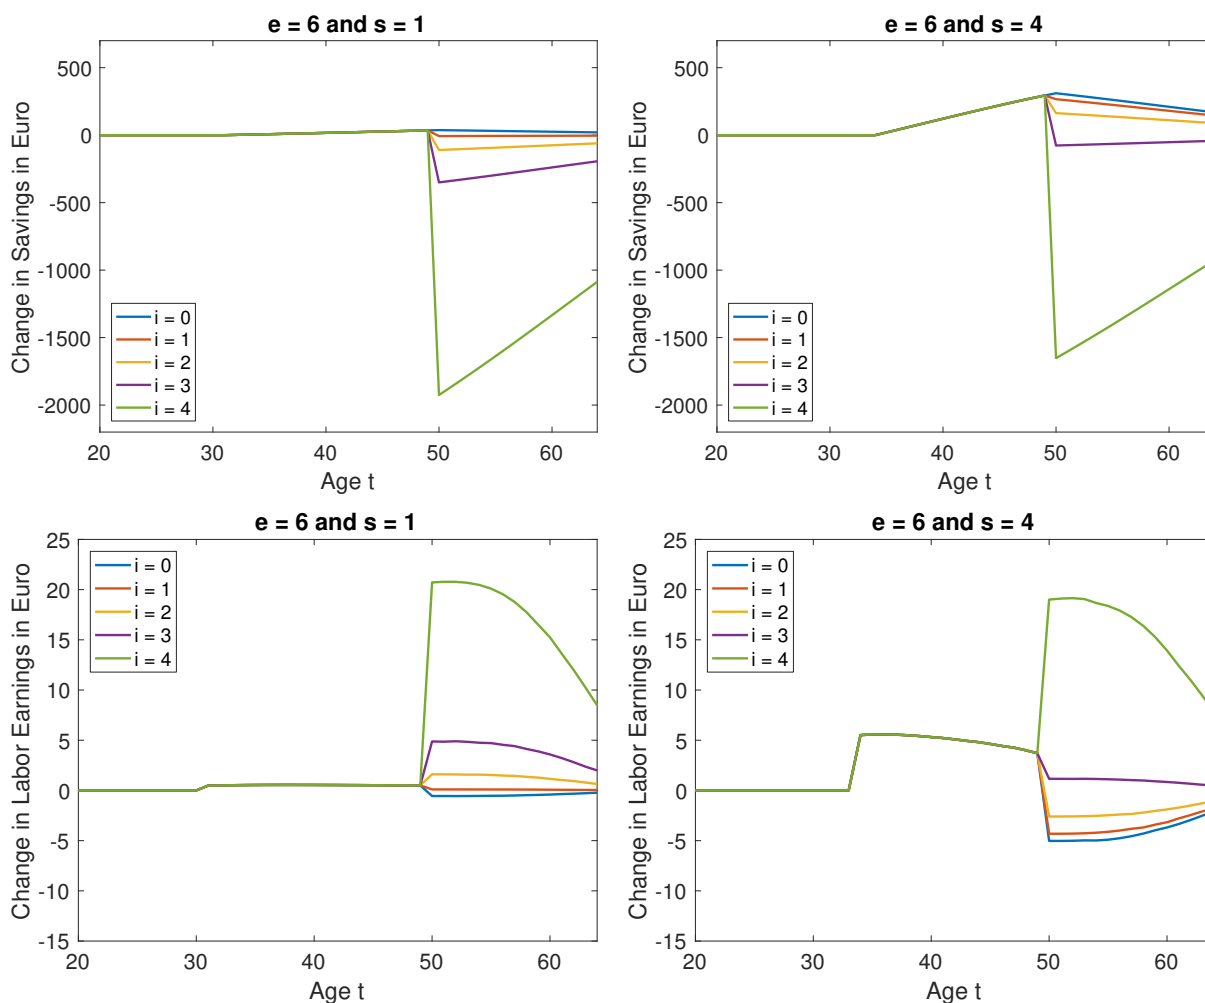 e = 6 and s = 1
Change in Savings in Euro
500
0
-500
-1000
-1500
-2000
i = 0
i = 1
i = 2
i = 3
i = 4
20 30 40 50 60
Age t
e = 6 and s = 4
Change in Savings in Euro
500
0
-500
-1000
-1500
-2000
i = 0
i = 1
i = 2
i = 3
i = 4
20 30 40 50 60
Age t
e = 6 and s = 1
Change in Labor Earnings in Euro
25
20
15
10
5
0
-5
-10
-15
i = 0
i = 1
i = 2
i = 3
i = 4
20 30 40 50 60
Age t
e = 6 and s = 4
Change in Labor Earnings in Euro
25
20
15
10
5
0
-5
-10
-15
i = 0
i = 1
i = 2
i = 3
i = 4
20 30 40 50 60
Age t